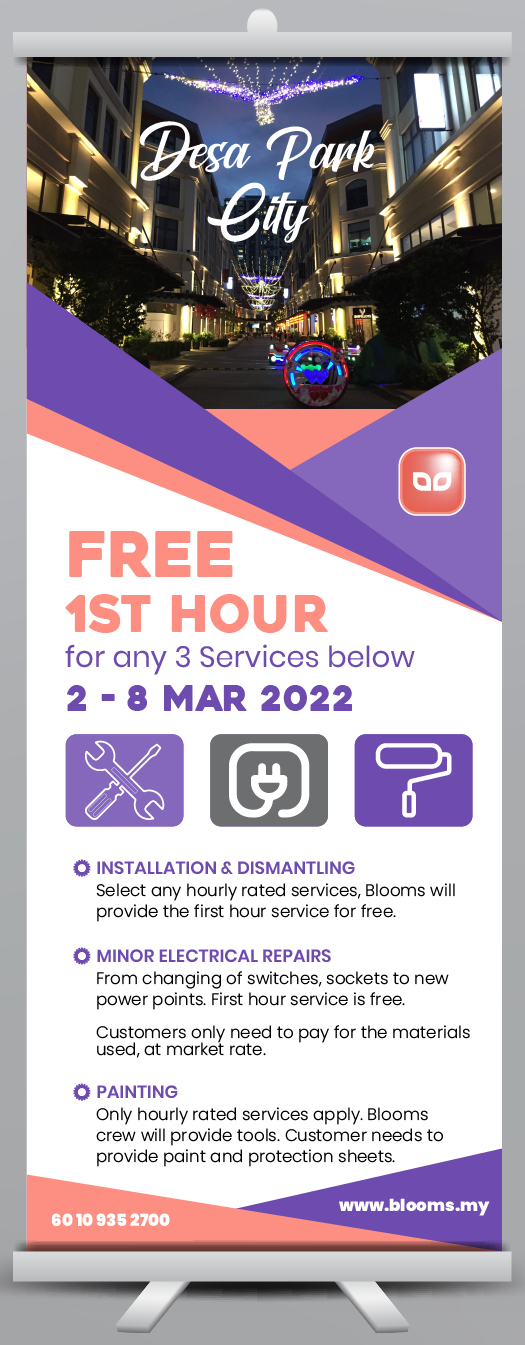 Desa Park
City
FREE
1ST HOUR
for any 3 Services below
2 - 8 MAR 2022
INSTALLATION & DISMANTLING
Select any hourly rated services, Blooms will
provide the first hour service for free.
MINOR ELECTRICAL REPAIRS
From changing of switches, sockets to new
power points. First hour service is free.
Customers only need to pay for the materials
used, at market rate.
PAINTING
Only hourly rated services apply. Blooms
crew will provide tools. Customer needs to
provide paint and protection sheets.
60 10 935 2700
www.blooms.my